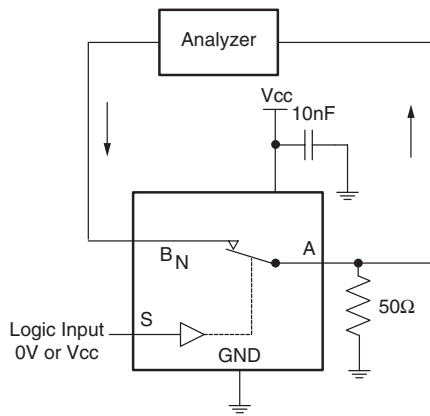 Analyzer
Vcc
10nF
B N
A
S
Logic Input
0V or Vcc
GND
50Ω